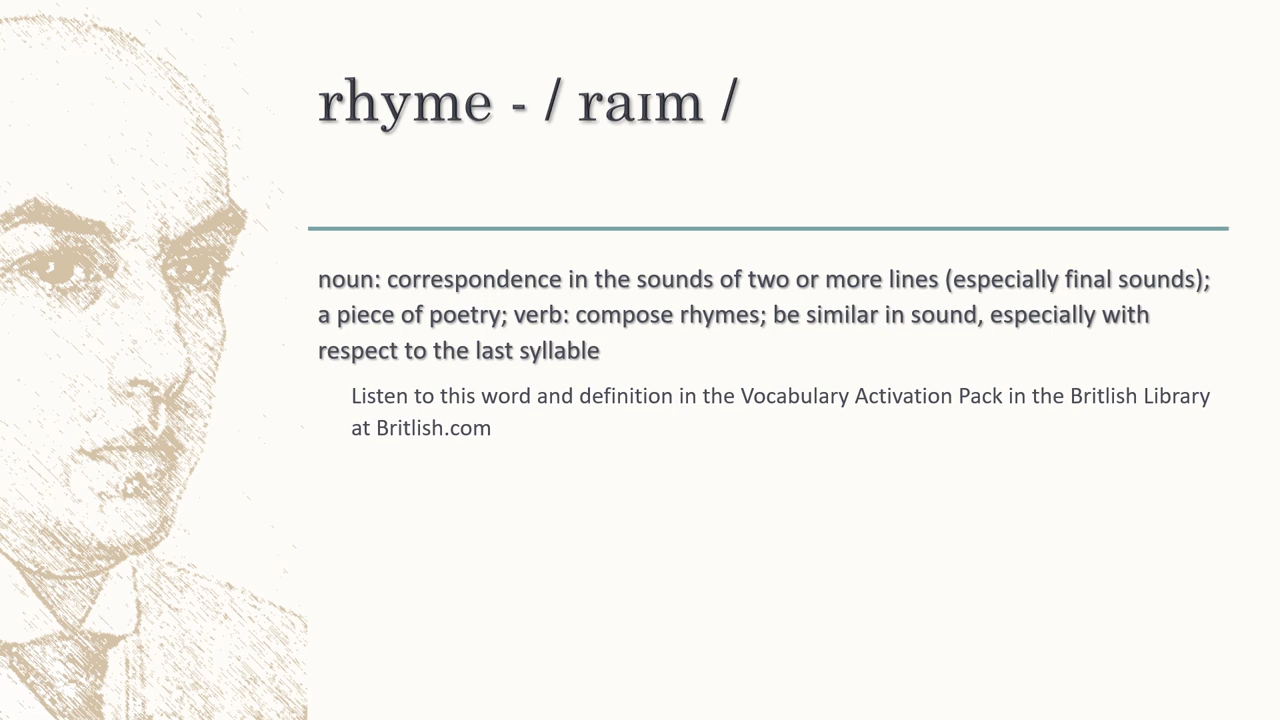 rhyme - / raɪm /
noun: correspondence in the sounds of two or more lines (especially final sounds);
a piece of poetry; verb: compose rhymes; be similar in sound, especially with
respect to the last syllable
Listen to this word and definition in the Vocabulary Activation Pack in the Britlish Library
at Britlish.com